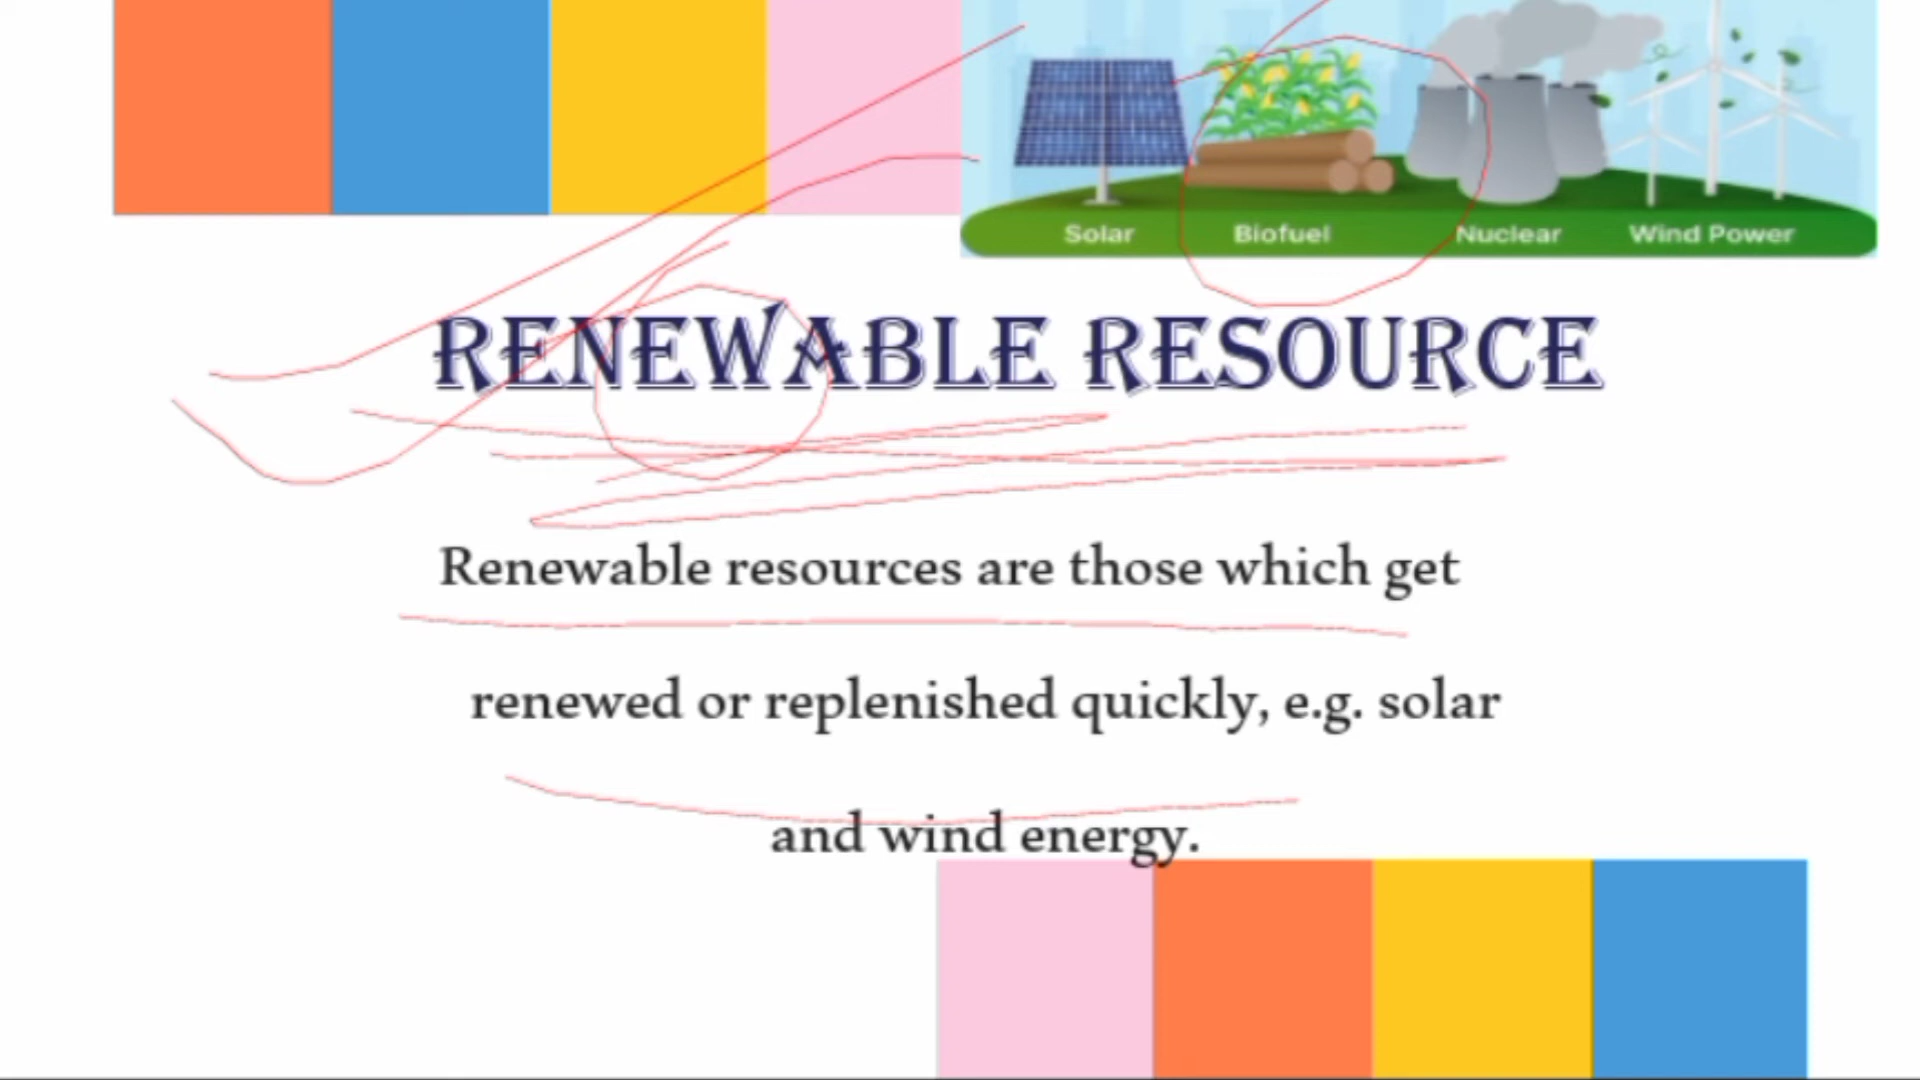 Solar Biofuel Nuclear Wind Power
RENEWABLE RESOURCE
Renewable resources are those which get
renewed or replenished quickly, e.g. solar
and wind energy.